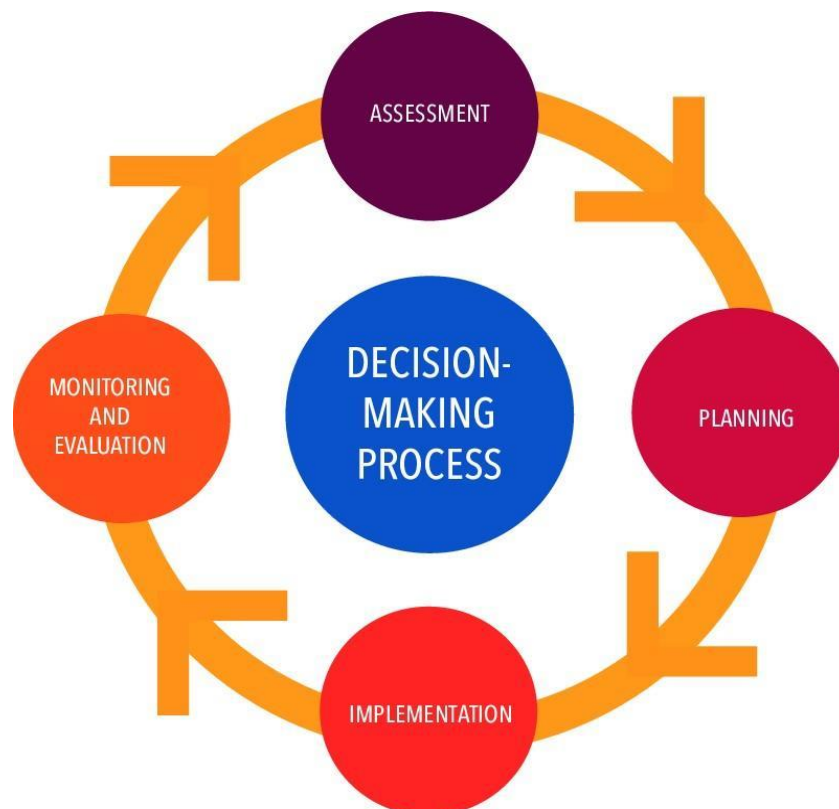 ASSESSMENT
DECISION-
MAKING
PROCESS
MONITORING
AND
EVALUATION
PLANNING
IMPLEMENTATION